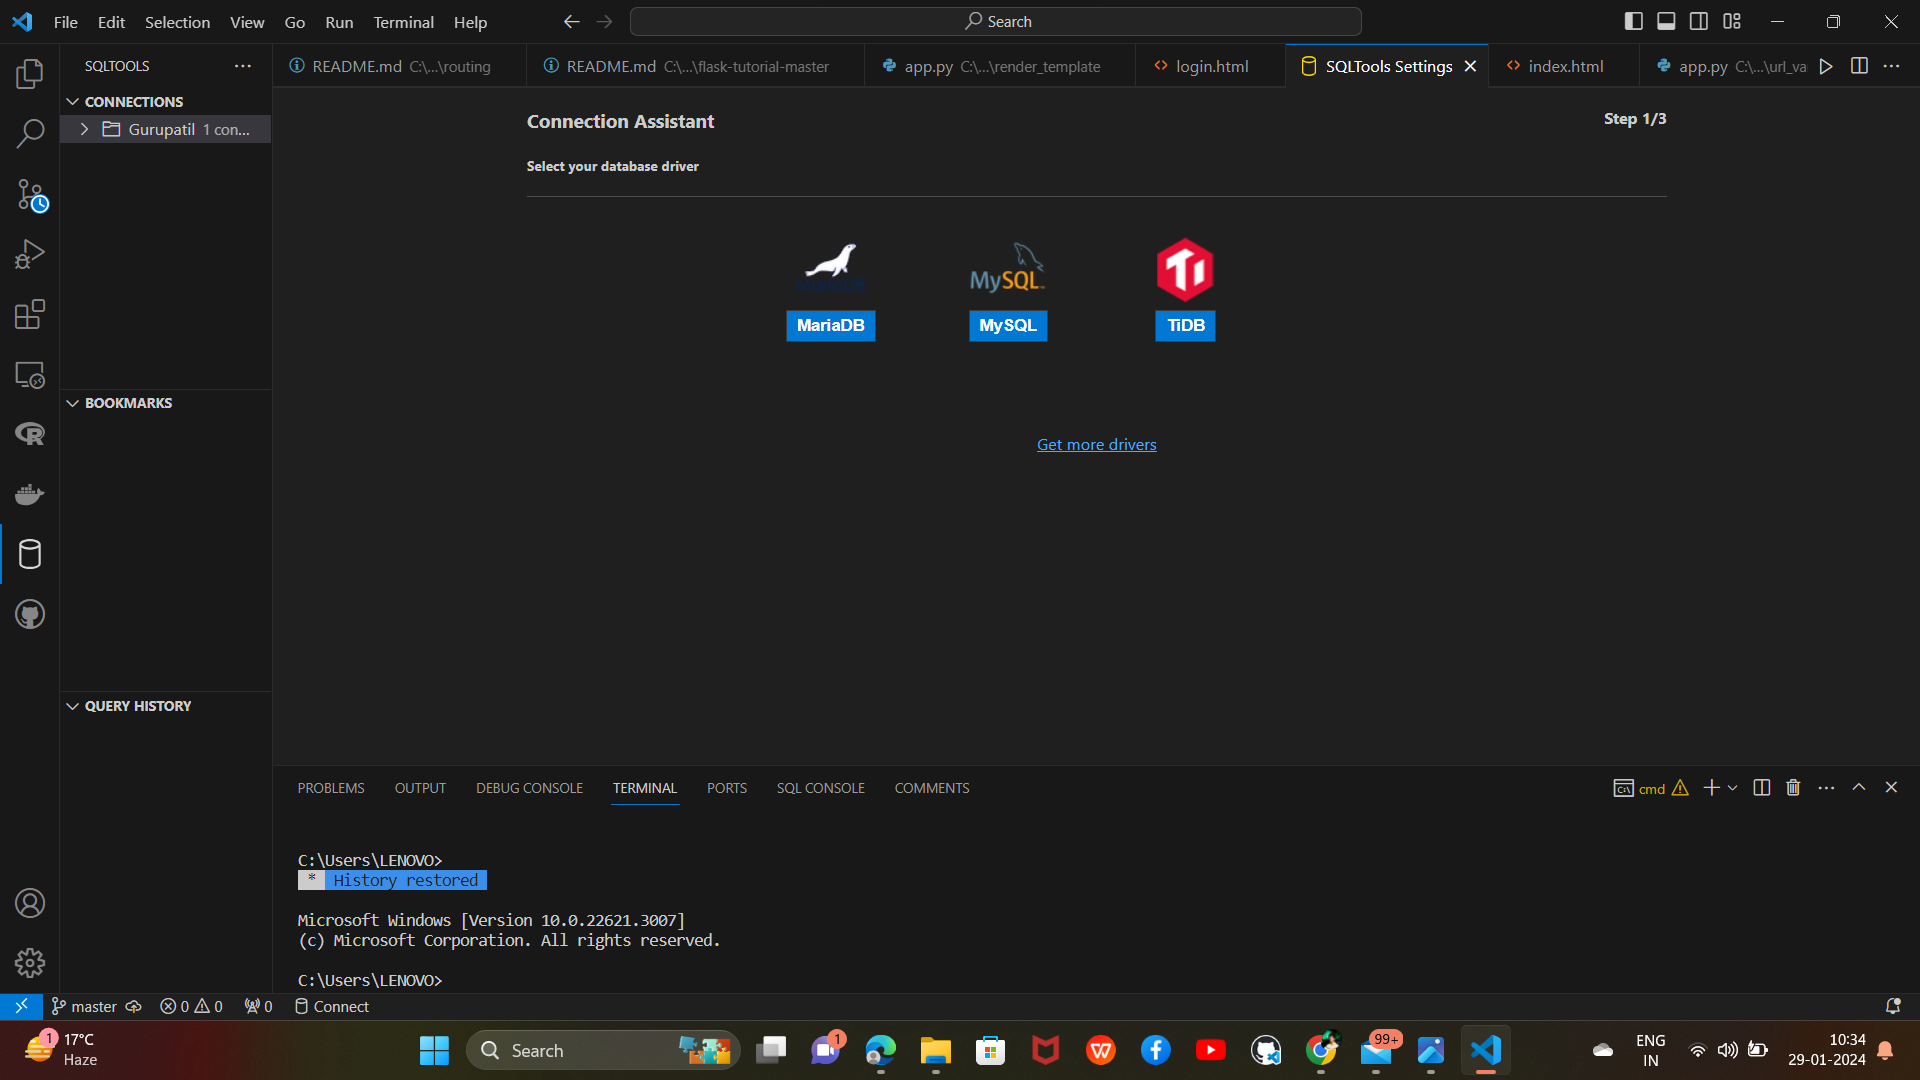 File Edit Selection View Go Run Terminal Help
Search
SQLTOOLS
README.md C:\...\routing
README.md C:\...\flask-tutorial-master
app.py C:\...\render_template
login.html
SQLTools Settings
index.html
app.py C:\...\url_va
CONNECTIONS
Gurupatil 1 con...
Connection Assistant
Step 1/3
Select your database driver
MySQL
MariaDB
MySQL
TiDB
Get more drivers
BOOKMARKS
QUERY HISTORY
PROBLEMS OUTPUT DEBUG CONSOLE TERMINAL PORTS SQL CONSOLE COMMENTS
cmd
C:\Users\LENOVO>
* History restored
Microsoft Windows [Version 10.0.22621.3007]
(c) Microsoft Corporation. All rights reserved.
C:\Users\LENOVO>
master 0 0 0 Connect
1
17°C
Haze
Search
1
99+
ENG
IN
10:34
29-01-2024